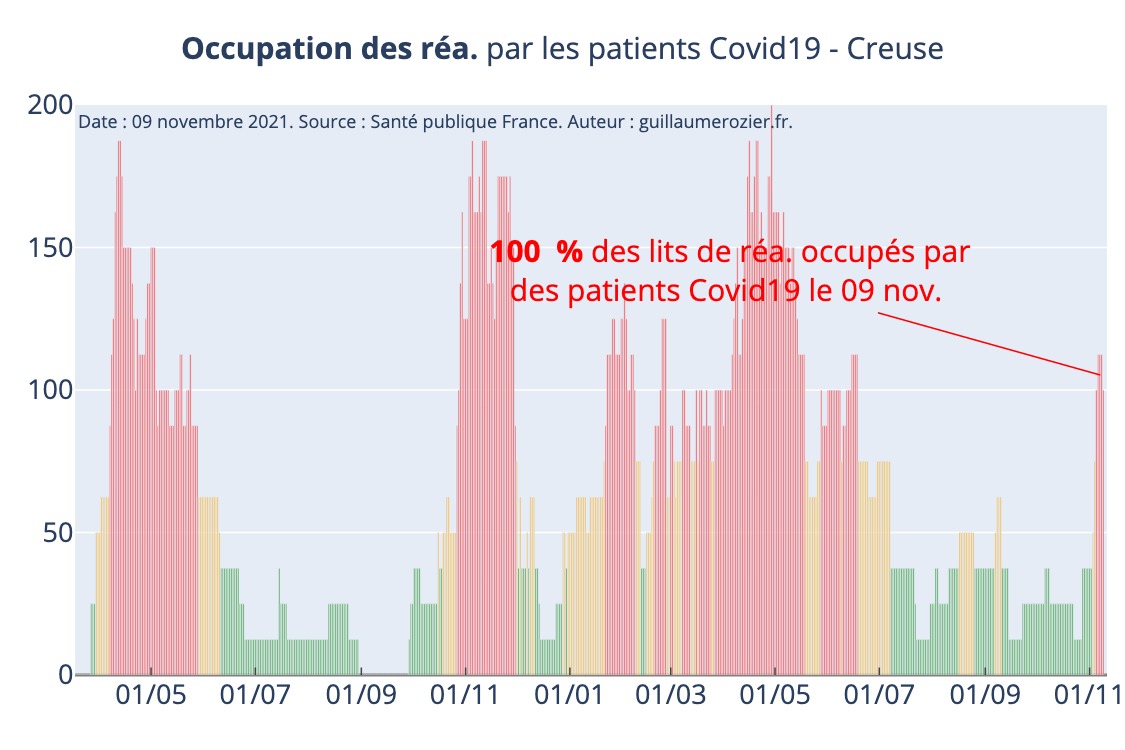 Occupation des réa. par les patients Covid19 - Creuse
200
Date : 09 novembre 2021. Source : Santé publique France. Auteur : guillaumerozier.fr.
150
100 % des lits de réa. occupés par
des patients Covid19 le 09 nov.
100
50
0
01/05 01/07 01/09 01/11 01/01 01/03 01/05 01/07 01/09 01/11